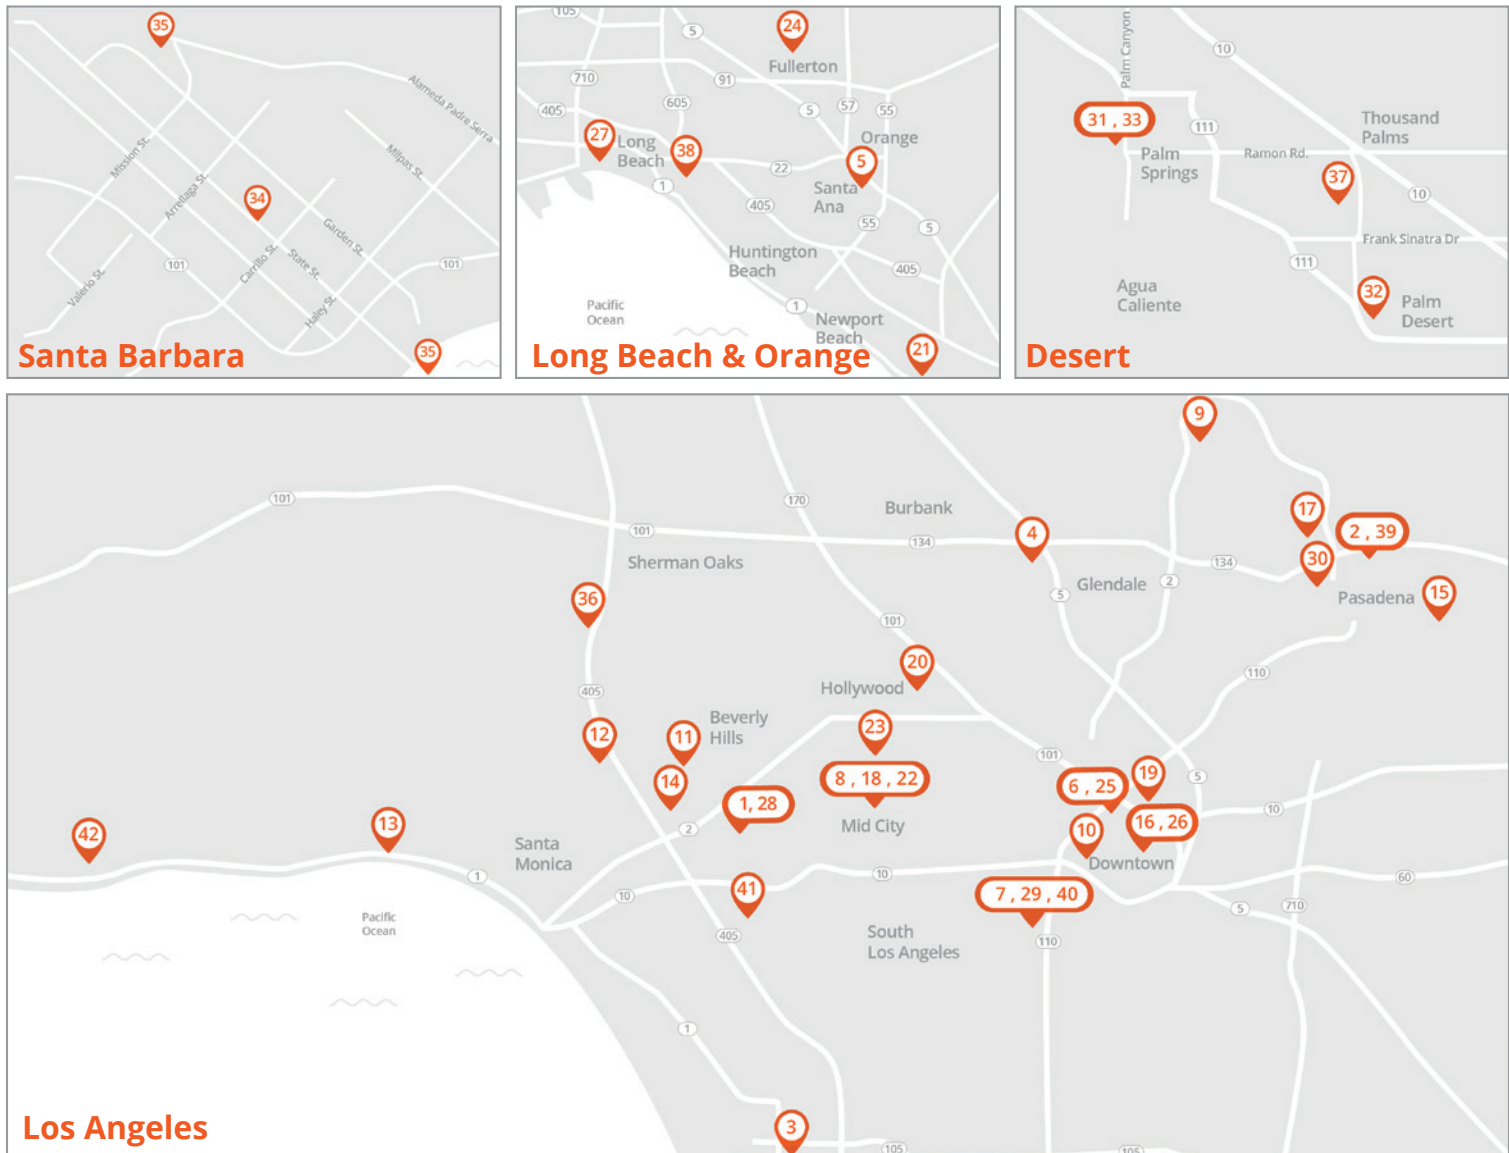 35
Alameda Padre Serra
Mission St.
Milpas St.
Arrellaga St.
34
Garden St.
State St.
Carrillo St.
101
101
Valerio St.
Haley St.
35
Santa Barbara
105
5
24
Fullerton
710
91
605
405
5
57
55
27
Long
Beach
38
Orange
5
22
1
Santa
Ana
405
55
5
Huntington
Beach
405
Pacific
Ocean
1
Newport
Beach
21
Long Beach & Orange
Palm Canyon
10
31 , 33
111
Thousand
Palms
Palm
Springs
Ramon Rd.
37
10
Frank Sinatra Dr
111
Agua
Caliente
32
Palm
Desert
Desert
9
101
170
Burbank
17
2 , 39
101
134
4
Sherman Oaks
134
30
Glendale
2
Pasadena
15
36
5
101
20
110
405
Hollywood
Beverly
Hills
12
11
23
101
14
8 , 18 , 22
6 , 25
19
5
1, 28
10
42
13
2
Mid City
10
16 , 26
Santa
Monica
Downtown
1
10
41
10
7 , 29 , 40
60
5
710
Pacific
Ocean
405
South
Los Angeles
110
1
3
105
105
Los Angeles